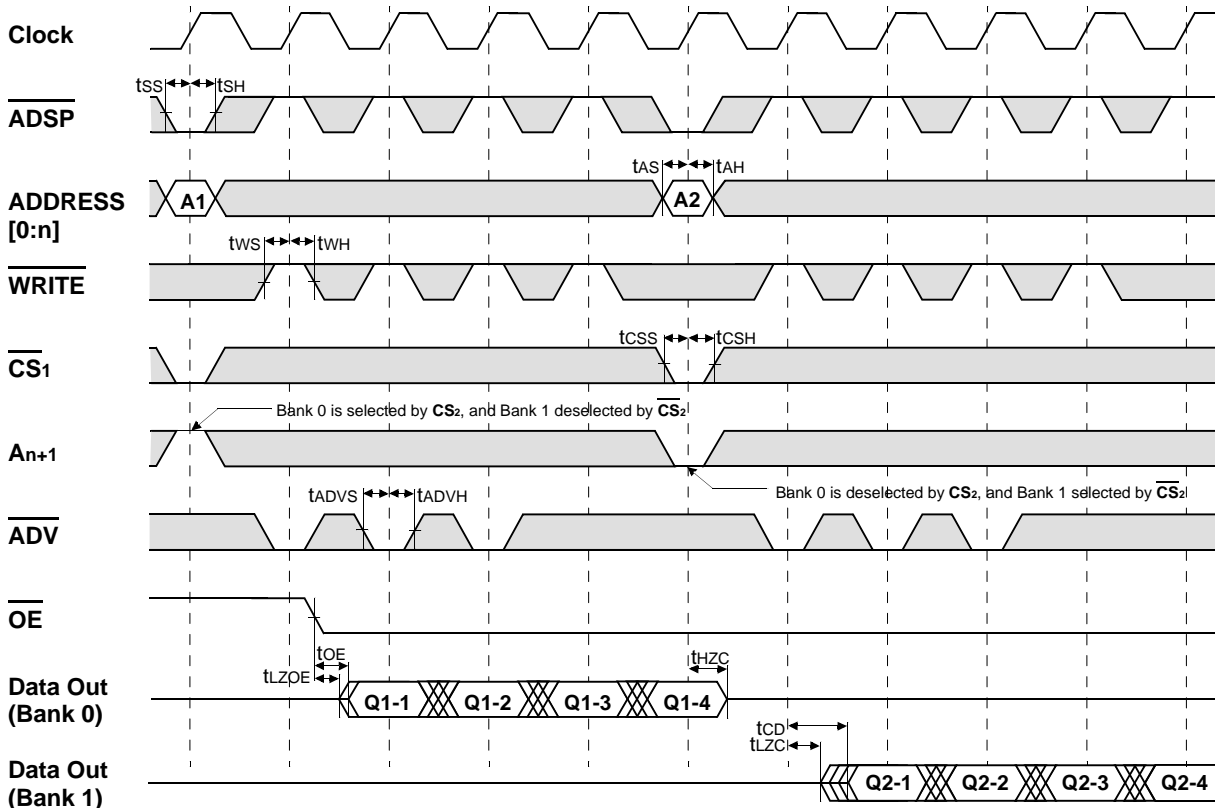 Clock
tSS tSH
ADSP
tAS tAH
ADDRESS
[0:n]
A1 A2
tWS tWH
WRITE
tCSS tCSH
CS1
Bank 0 is selected by CS2, and Bank 1 deselected by CS2
An+1
Bank 0 is deselected by CS2, and Bank 1 selected by CS2
tADVS tADVH
ADV
OE
tOE tHZC
tLZOE
Data Out
(Bank 0)
Q1-1 Q1-2 Q1-3 Q1-4
tCD
tLZC
Data Out
(Bank 1)
Q2-1 Q2-2 Q2-3 Q2-4